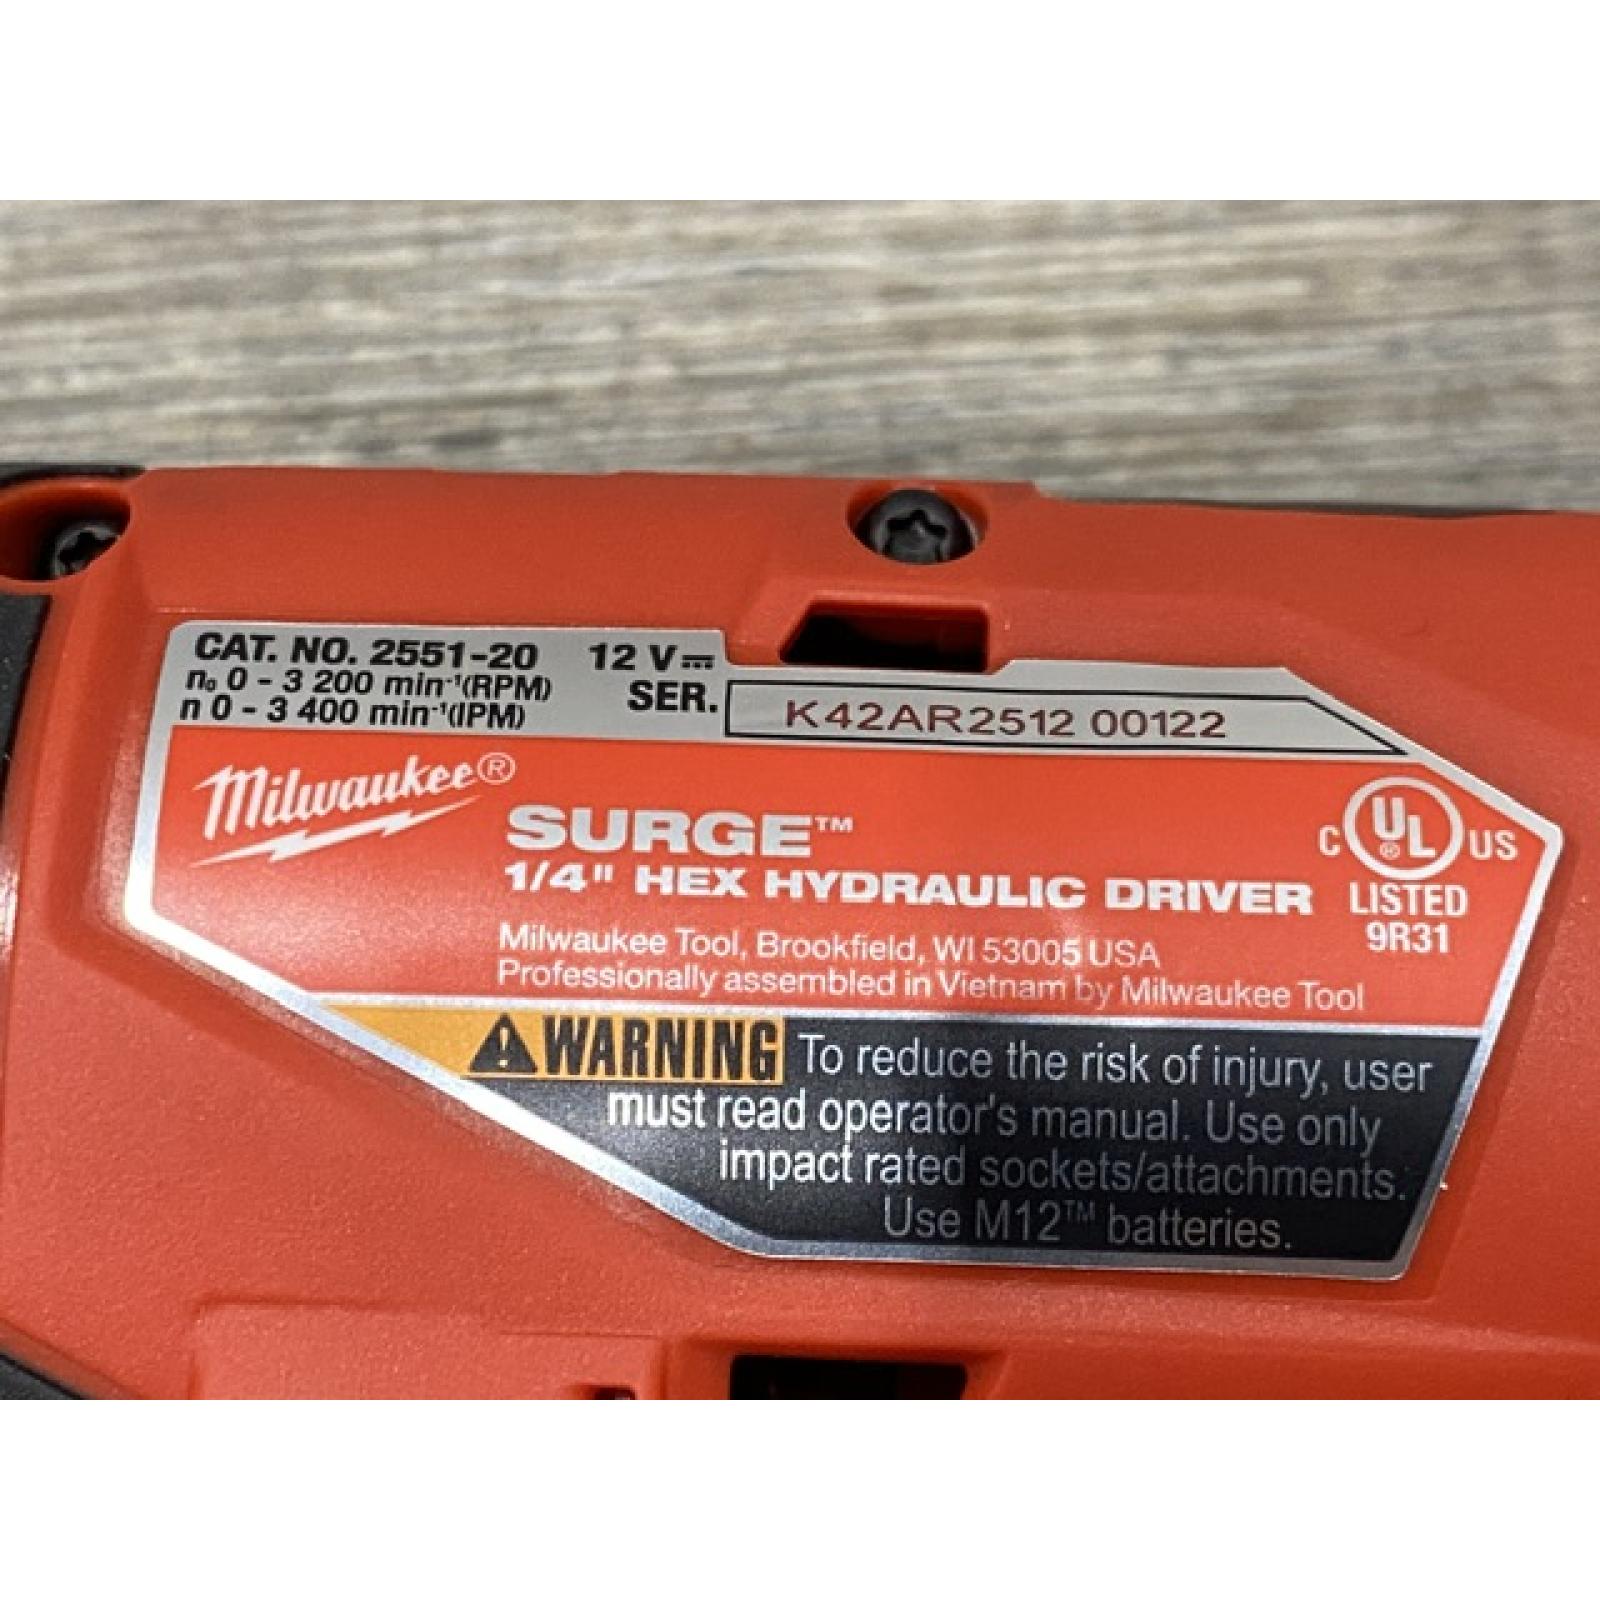 CAT. NO. 2551-20 12 V⎓
n₀ 0 - 3 200 min⁻¹(RPM)
n 0 - 3 400 min⁻¹(IPM)
SER. K42AR2512 00122
Milwaukee®
SURGE™
1/4" HEX HYDRAULIC DRIVER
Milwaukee Tool, Brookfield, WI 53005 USA
Professionally assembled in Vietnam by Milwaukee Tool
C UL® US
LISTED
9R31
WARNING To reduce the risk of injury, user
must read operator's manual. Use only
impact rated sockets/attachments.
Use M12™ batteries.